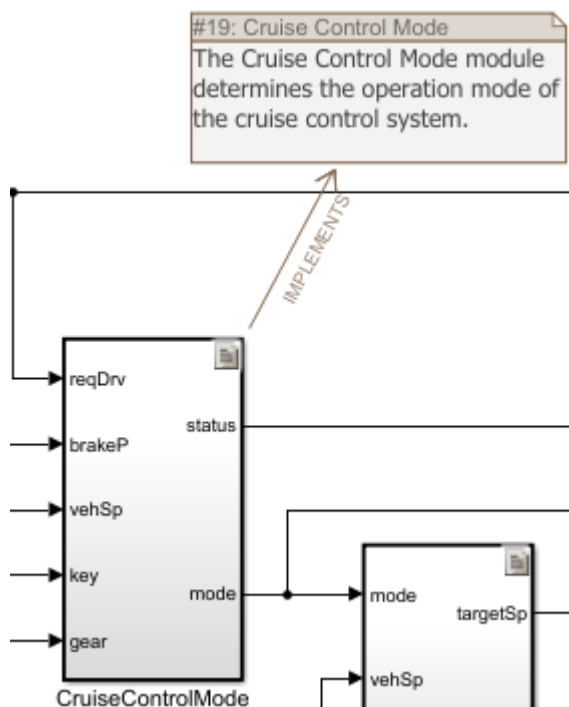 #19: Cruise Control Mode
The Cruise Control Mode module
determines the operation mode of
the cruise control system.
IMPLEMENTS
reqDrv
status
brakeP
vehSp
key
mode
gear
CruiseControlMode
mode
targetSp
vehSp